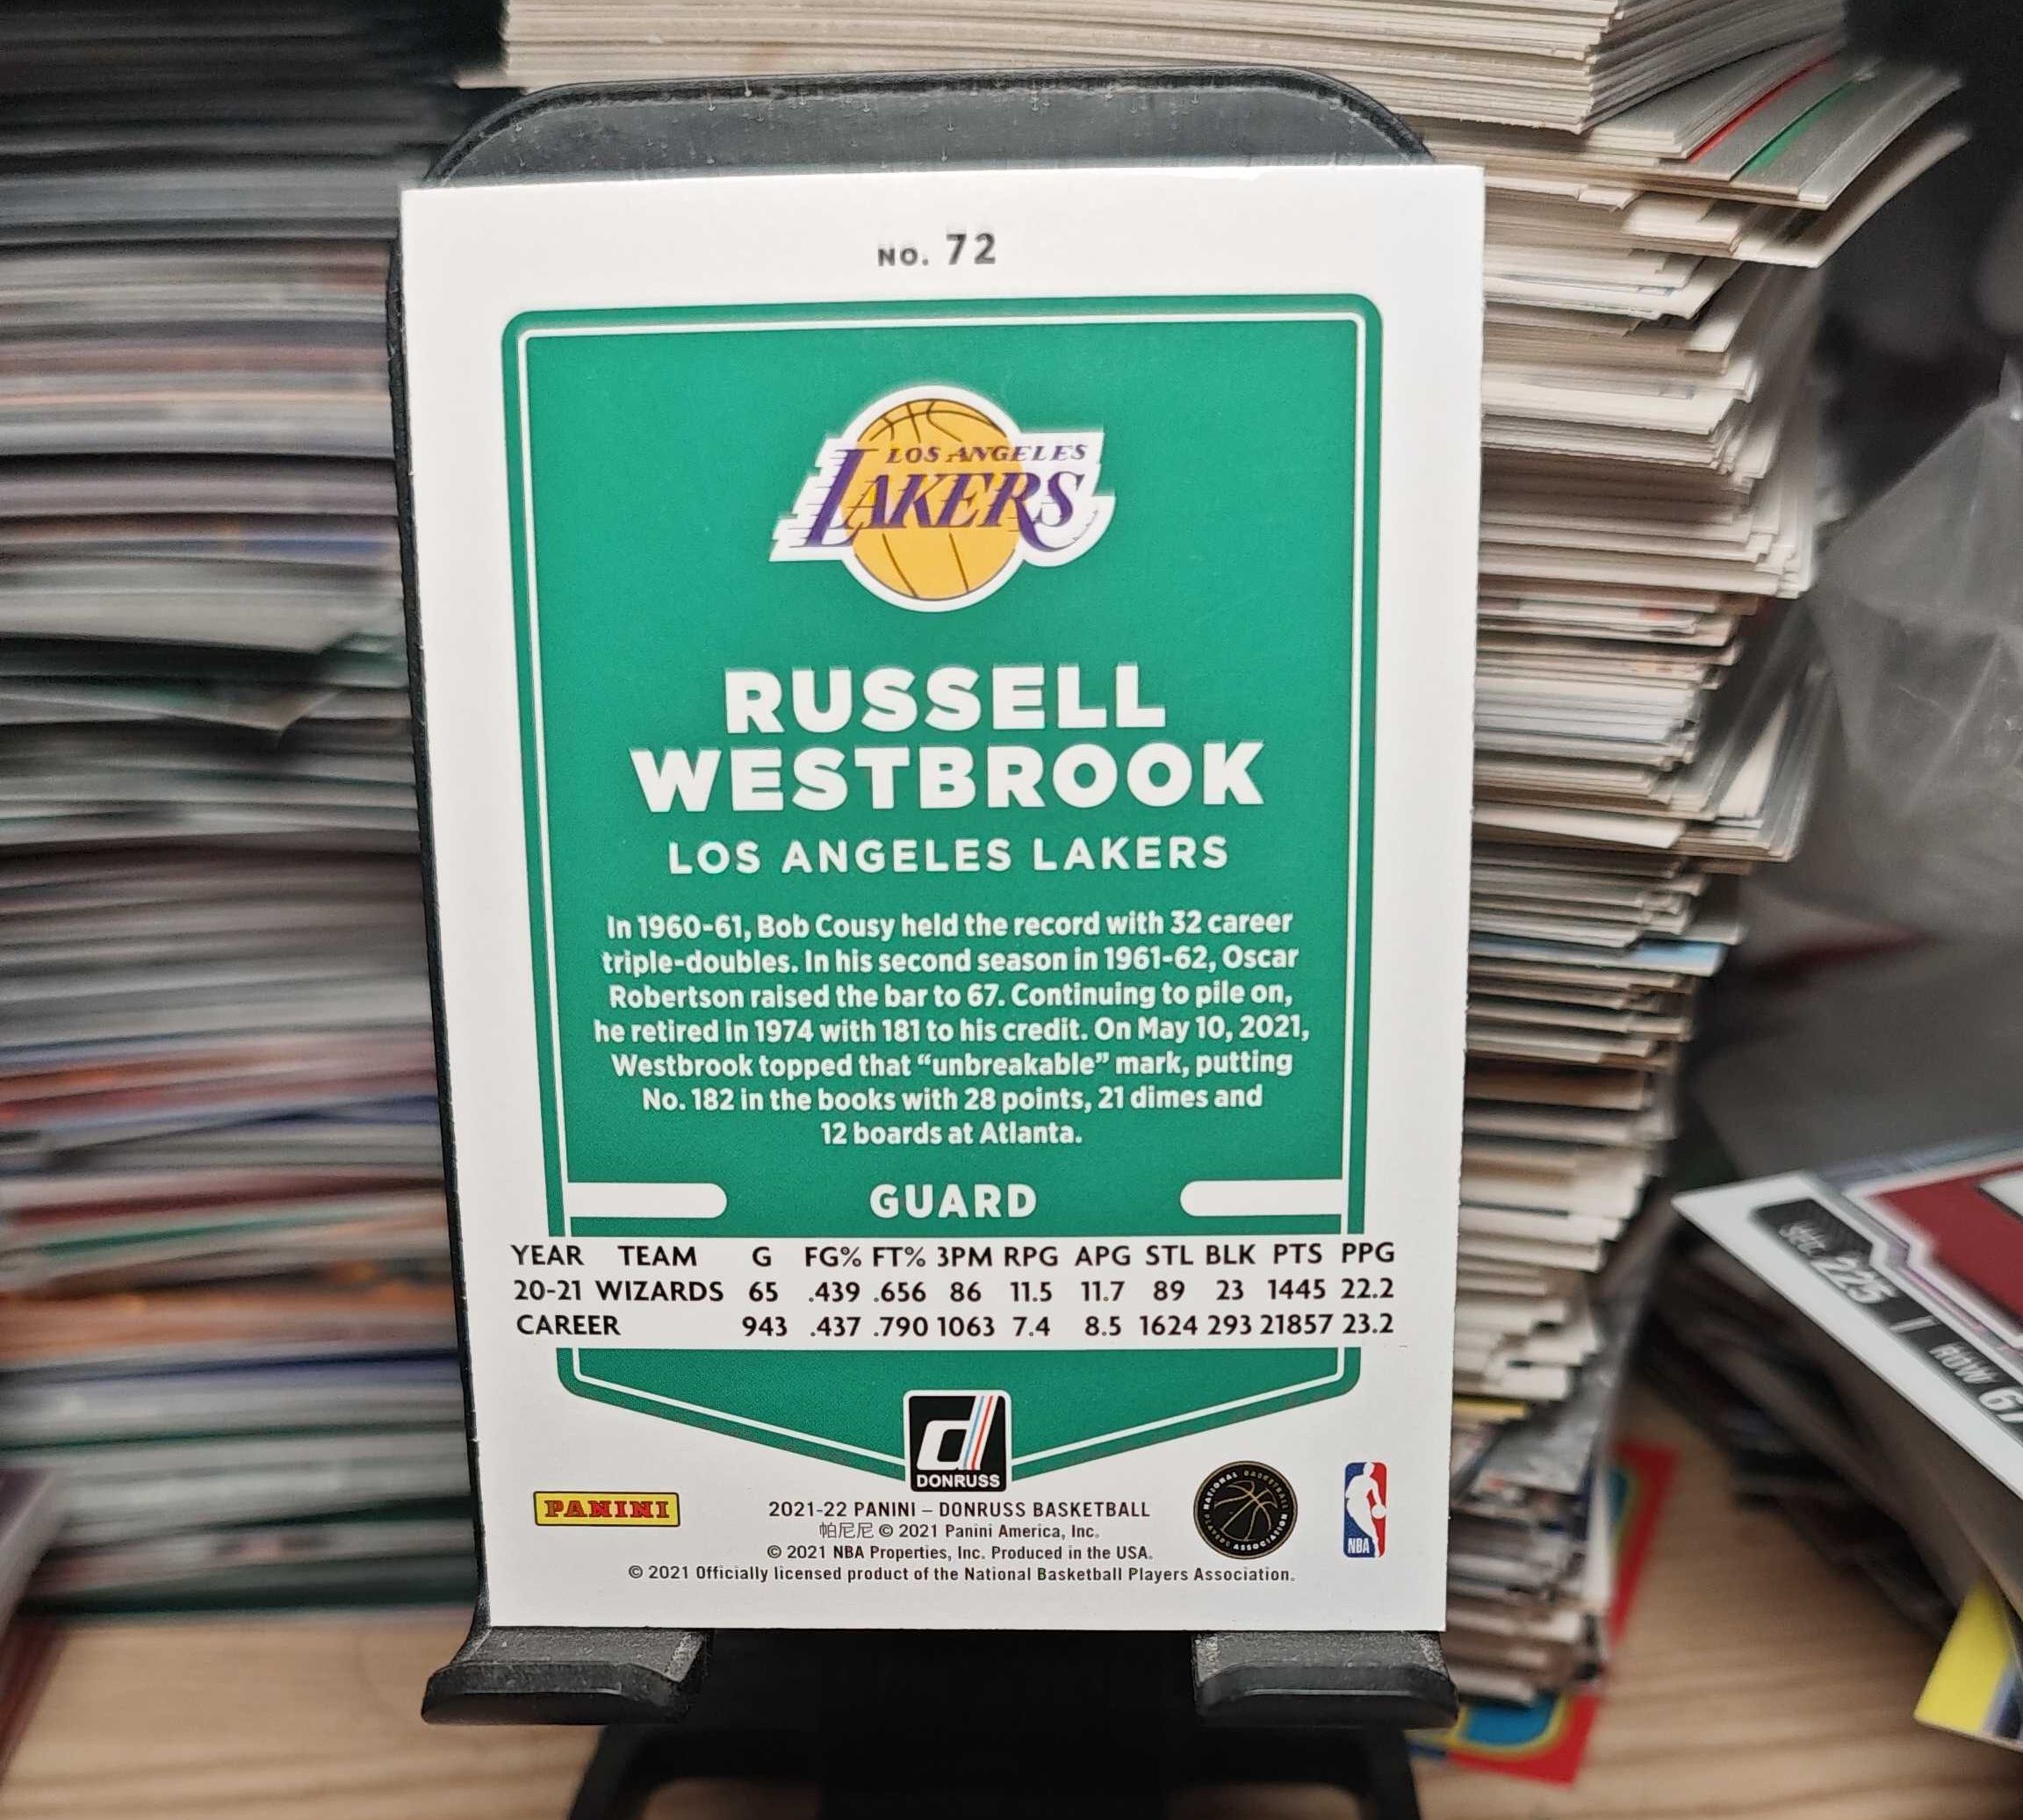 NO. 72
LOS ANGELES
LAKERS
RUSSELL
WESTBROOK
LOS ANGELES LAKERS
In 1960-61, Bob Cousy held the record with 32 career
triple-doubles. In his second season in 1961-62, Oscar
Robertson raised the bar to 67. Continuing to pile on,
he retired in 1974 with 181 to his credit. On May 10, 2021,
Westbrook topped that “unbreakable” mark, putting
No. 182 in the books with 28 points, 21 dimes and
12 boards at Atlanta.
GUARD
YEAR TEAM G FG% FT% 3PM RPG APG STL BLK PTS PPG
20-21 WIZARDS 65 .439 .656 86 11.5 11.7 89 23 1445 22.2
CAREER 943 .437 .790 1063 7.4 8.5 1624 293 21857 23.2
DONRUSS
PANINI
2021-22 PANINI – DONRUSS BASKETBALL
帕尼尼 © 2021 Panini America, Inc.
© 2021 NBA Properties, Inc. Produced in the USA.
© 2021 Officially licensed product of the National Basketball Players Association.
NATIONAL BASKETBALL PLAYERS ASSOCIATION
NBA
225 | ROW 67